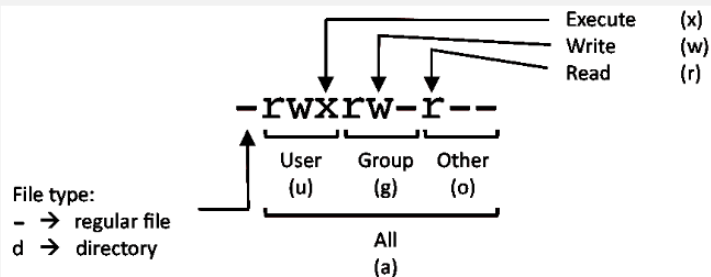 Execute (x)
Write (w)
Read (r)
-rwxrw-r--
User Group Other
(u) (g) (o)
File type:
- → regular file
d → directory
All
(a)